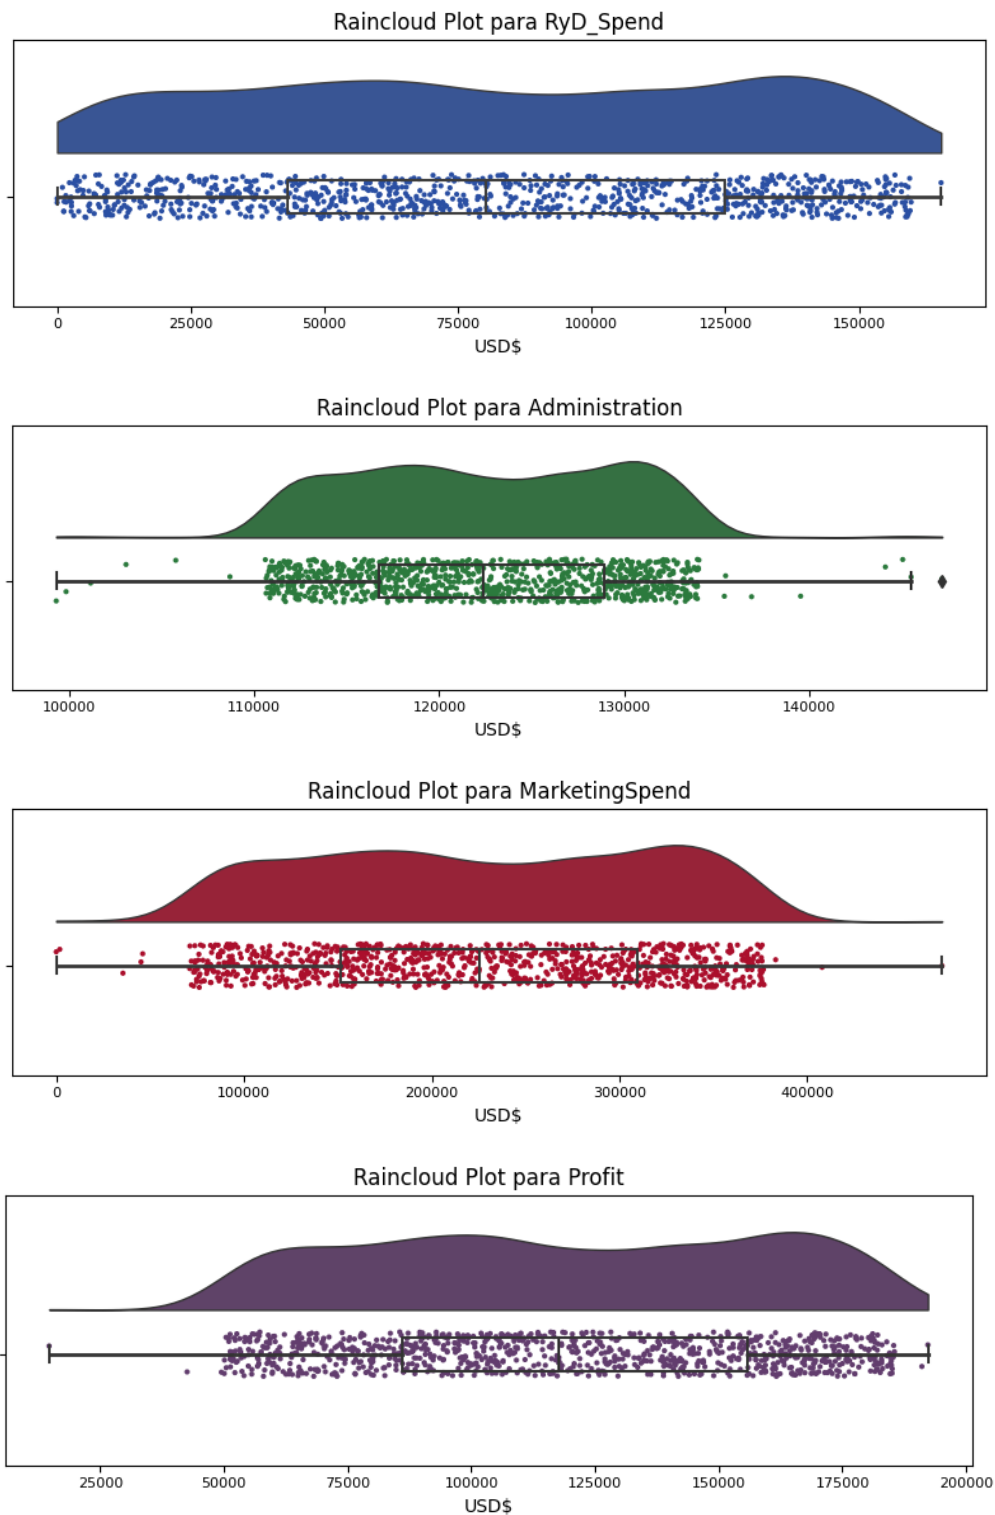 Raincloud Plot para RyD_Spend
0 25000 50000 75000 100000 125000 150000
USD$
Raincloud Plot para Administration
100000 110000 120000 130000 140000
USD$
Raincloud Plot para MarketingSpend
0 100000 200000 300000 400000
USD$
Raincloud Plot para Profit
25000 50000 75000 100000 125000 150000 175000 200000
USD$